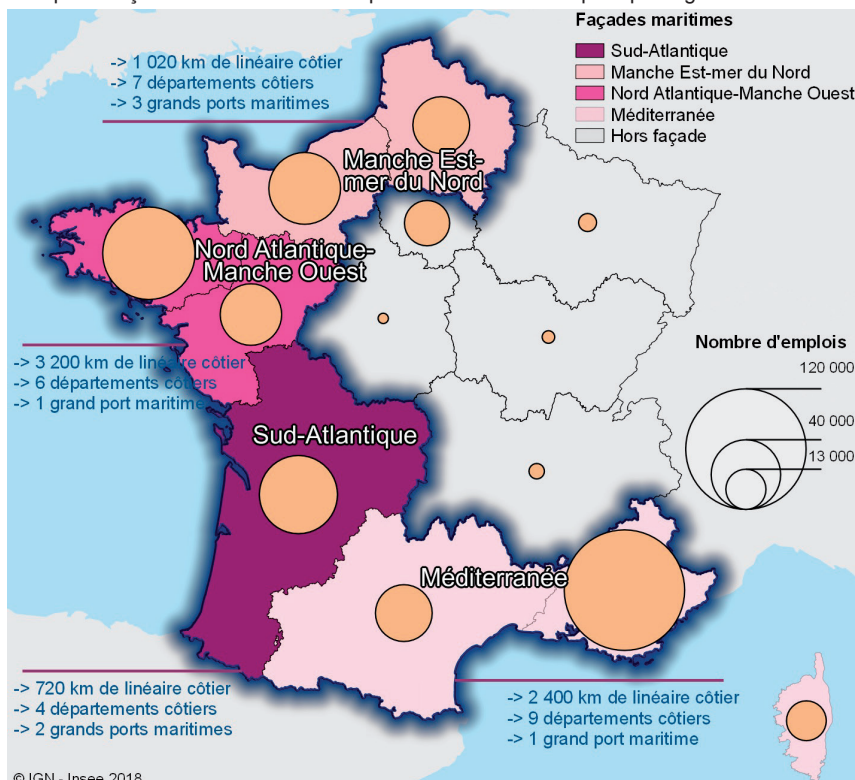 Façades maritimes
Sud-Atlantique
Manche Est-mer du Nord
Nord Atlantique-Manche Ouest
Méditerranée
Hors façade
-> 1 020 km de linéaire côtier
-> 7 départements côtiers
-> 3 grands ports maritimes
Manche Est-
mer du Nord
Nord Atlantique-
Manche Ouest
Nombre d'emplois
120 000
40 000
13 000
-> 3 200 km de linéaire côtier
-> 6 départements côtiers
-> 1 grand port maritime
Sud-Atlantique
Méditerranée
-> 720 km de linéaire côtier
-> 4 départements côtiers
-> 2 grands ports maritimes
-> 2 400 km de linéaire côtier
-> 9 départements côtiers
-> 1 grand port maritime
© IGN - Insee 2018